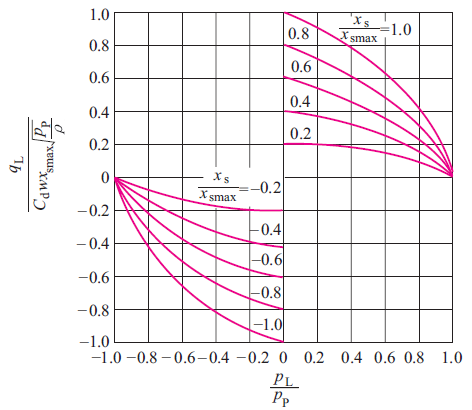 1.0
0.8
0.6
0.4
0.2
0
−0.2
−0.4
−0.6
−0.8
−1.0
q_L
C_d w x_smax √(p_P/ρ)
x_s/x_smax =1.0
0.8
0.6
0.4
0.2
x_s/x_smax =−0.2
−0.4
−0.6
−0.8
−1.0
−1.0 −0.8 −0.6 −0.4 −0.2 0 0.2 0.4 0.6 0.8 1.0
p_L
p_P